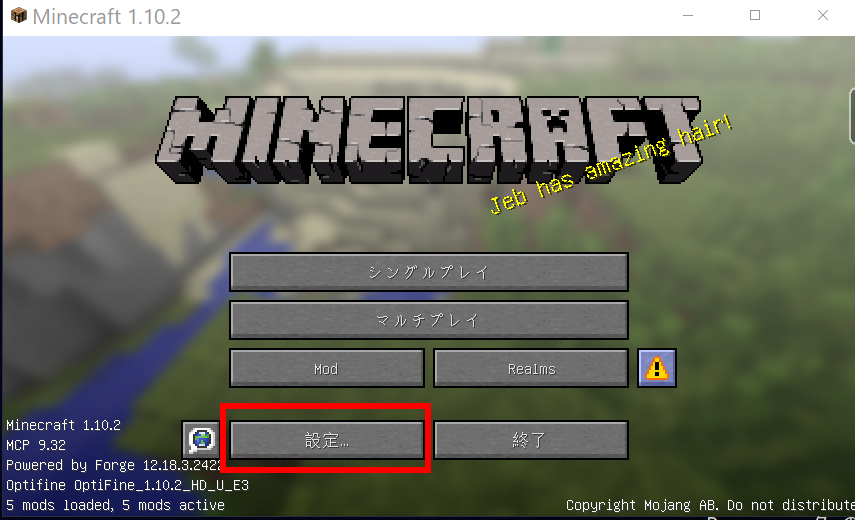 Minecraft 1.10.2
MINECRAFT
Jeb has amazing hair!
シングルプレイ
マルチプレイ
Mod
Realms
設定...
終了
Minecraft 1.10.2
MCP 9.32
Powered by Forge 12.18.3.2422
Optifine OptiFine_1.10.2_HD_U_E3
5 mods loaded, 5 mods active
Copyright Mojang AB. Do not distribute